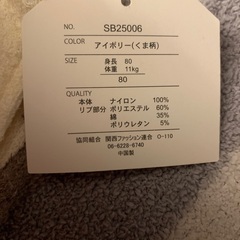 NO. SB25006
COLOR アイボリー(くま柄)
SIZE 身長 80
体重 11kg
80
QUALITY
本体 ナイロン 100%
リブ部分 ポリエステル 60%
綿 35%
ポリウレタン 5%
協同組合 関西ファッション連合 O-110
06-6228-6740
中国製